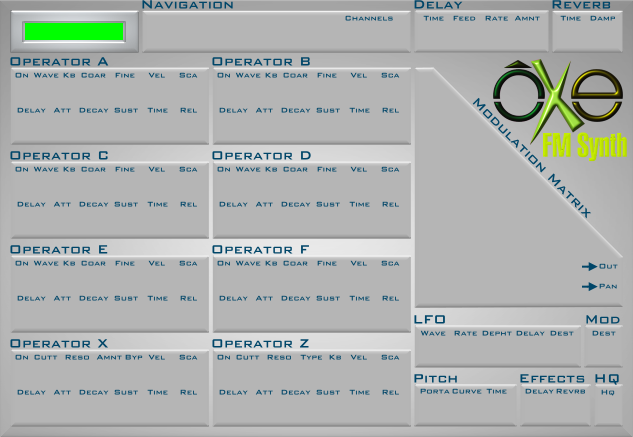 Navigation
Channels
Delay
Time Feed Rate Amnt
Reverb
Time Damp
Operator A
On Wave KB Coar Fine Vel Sca
Delay Att Decay Sust Time Rel
Operator B
On Wave KB Coar Fine Vel Sca
Delay Att Decay Sust Time Rel
ôXe
FM Synth
Modulation Matrix
Operator C
On Wave KB Coar Fine Vel Sca
Delay Att Decay Sust Time Rel
Operator D
On Wave KB Coar Fine Vel Sca
Delay Att Decay Sust Time Rel
Operator E
On Wave KB Coar Fine Vel Sca
Delay Att Decay Sust Time Rel
Operator F
On Wave KB Coar Fine Vel Sca
Delay Att Decay Sust Time Rel
Out
Pan
Operator X
On Cutt Reso Amnt Byp Vel Sca
Delay Att Decay Sust Time Rel
Operator Z
On Cutt Reso Type KB Vel Sca
Delay Att Decay Sust Time Rel
LFO
Wave Rate Depht Delay Dest
Mod
Dest
Pitch
Porta Curve Time
Effects
Delay Revrb
HQ
HQ